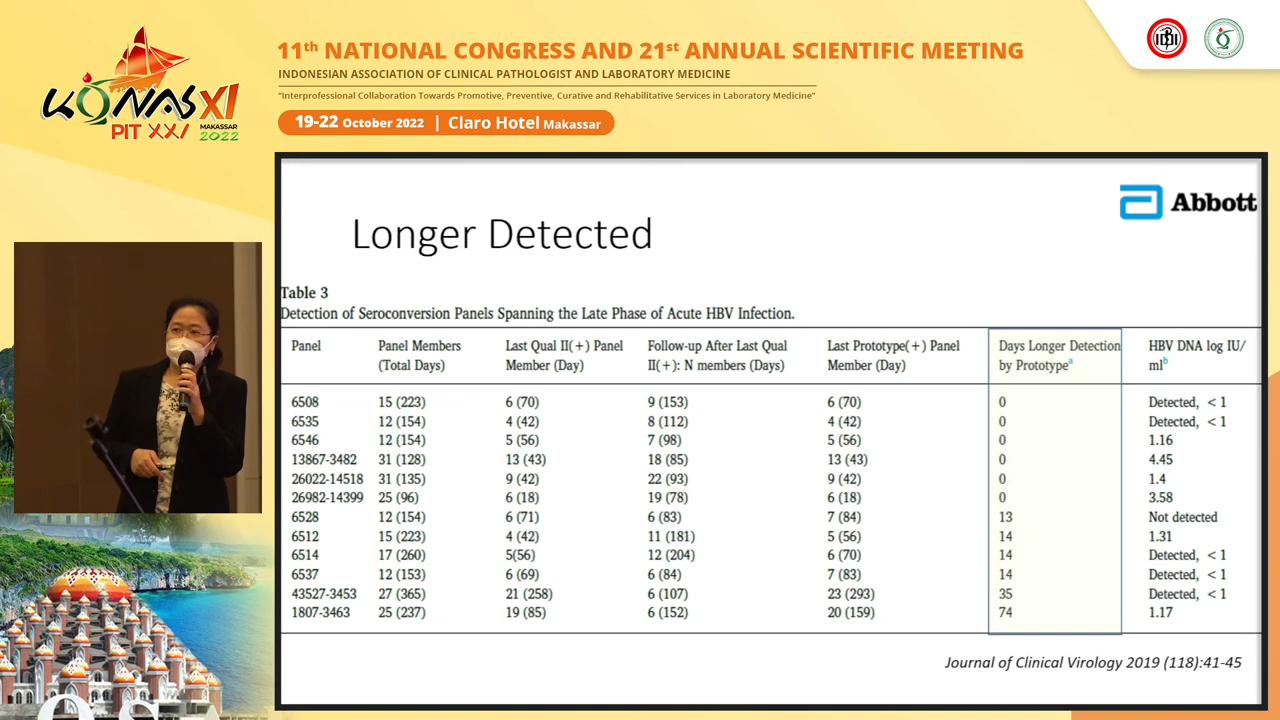 KONAS XI
PIT XXI
MAKASSAR
2022
11th NATIONAL CONGRESS AND 21st ANNUAL SCIENTIFIC MEETING
INDONESIAN ASSOCIATION OF CLINICAL PATHOLOGIST AND LABORATORY MEDICINE
"Interprofessional Collaboration Towards Promotive, Preventive, Curative and Rehabilitative Services in Laboratory Medicine"
19-22 October 2022 | Claro Hotel Makassar
Abbott
Longer Detected
Table 3
Detection of Seroconversion Panels Spanning the Late Phase of Acute HBV Infection.
Panel Panel Members (Total Days) Last Qual II(+) Panel Member (Day) Follow-up After Last Qual II(+): N members (Days) Last Prototype(+) Panel Member (Day) Days Longer Detection by Prototypea HBV DNA log IU/mlb
6508 15 (223) 6 (70) 9 (153) 6 (70) 0 Detected, < 1
6535 12 (154) 4 (42) 8 (112) 4 (42) 0 Detected, < 1
6546 12 (154) 5 (56) 7 (98) 5 (56) 0 1.16
13867-3482 31 (128) 13 (43) 18 (85) 13 (43) 0 4.45
26022-14518 31 (135) 9 (42) 22 (93) 9 (42) 0 1.4
26982-14399 25 (96) 6 (18) 19 (78) 6 (18) 0 3.58
6528 12 (154) 6 (71) 6 (83) 7 (84) 13 Not detected
6512 15 (223) 4 (42) 11 (181) 5 (56) 14 1.31
6514 17 (260) 5(56) 12 (204) 6 (70) 14 Detected, < 1
6537 12 (153) 6 (69) 6 (84) 7 (83) 14 Detected, < 1
43527-3453 27 (365) 21 (258) 6 (107) 23 (293) 35 Detected, < 1
1807-3463 25 (237) 19 (85) 6 (152) 20 (159) 74 1.17
Journal of Clinical Virology 2019 (118):41-45